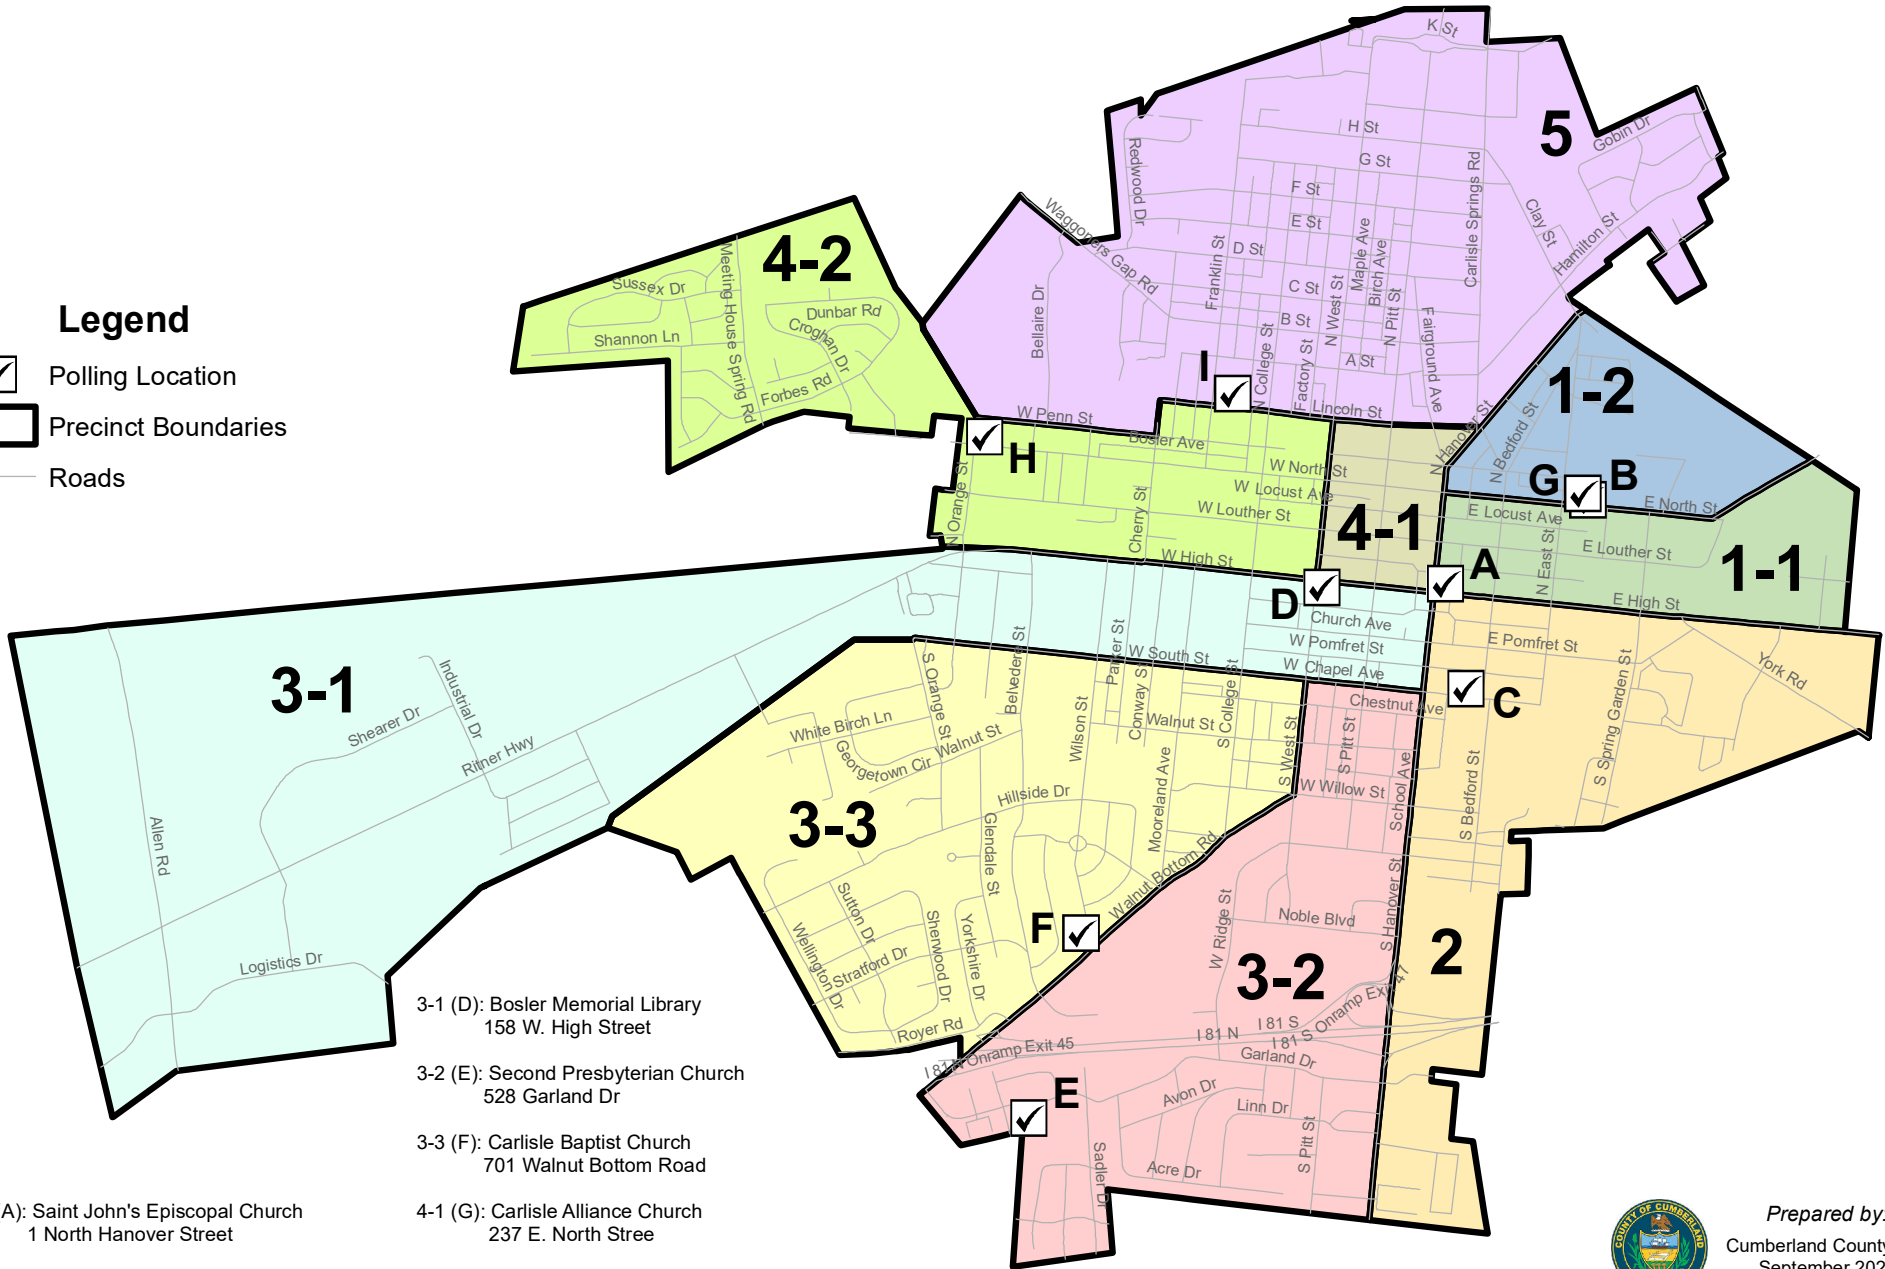 K St
5
Gobin Dr
H St
G St
Redwood Dr
Carlisle Springs Rd
F St
E St
Clay St
Hamilton St
Waggoners Gap Rd
D St
Franklin St
Maple Ave
Birch Ave
4-2
Meeting House Spring Rd
Sussex Dr
Dunbar Rd
Croghan Dr
Shannon Ln
Forbes Rd
Bellaire Dr
C St
N West St
N Pitt St
B St
Fairground Ave
A St
Legend
Polling Location
Precinct Boundaries
Roads
I
N College St
Factory St
Lincoln St
1-2
W Penn St
Bosler Ave
N Hanover St
N Bedford St
H
W North St
G
B
W Locust Ave
E North St
N Orange St
Cherry St
W Louther St
4-1
E Locust Ave
E Louther St
N East St
1-1
W High St
A
D
E High St
Church Ave
W Pomfret St
E Pomfret St
W Chapel Ave
York Rd
3-1
Industrial Dr
Shearer Dr
Ritner Hwy
Allen Rd
Logistics Dr
S Orange St
Belvedere St
Parker St
W South St
Conway St
S College St
Chestnut Ave
C
S Spring Garden St
White Birch Ln
Georgetown Cir
Walnut St
Wilson St
Walnut St
S West St
S Pitt St
W Willow St
School Ave
S Bedford St
3-3
Hillside Dr
Mooreland Ave
Glendale St
Walnut Bottom Rd
Sutton Dr
Wellington Dr
Stratford Dr
Sherwood Dr
Yorkshire Dr
F
W Ridge St
Noble Blvd
S Hanover St
2
3-2
Royer Rd
I 81 N Onramp Exit 45
I 81 N
I 81 S
I 81 S Onramp Exit 47
Garland Dr
E
Avon Dr
Linn Dr
Sadler Dr
Acre Dr
S Pitt St
3-1 (D): Bosler Memorial Library
158 W. High Street
3-2 (E): Second Presbyterian Church
528 Garland Dr
3-3 (F): Carlisle Baptist Church
701 Walnut Bottom Road
A): Saint John's Episcopal Church
1 North Hanover Street
4-1 (G): Carlisle Alliance Church
237 E. North Stree
COUNTY OF CUMBERLAND
Prepared by:
Cumberland County
September 202